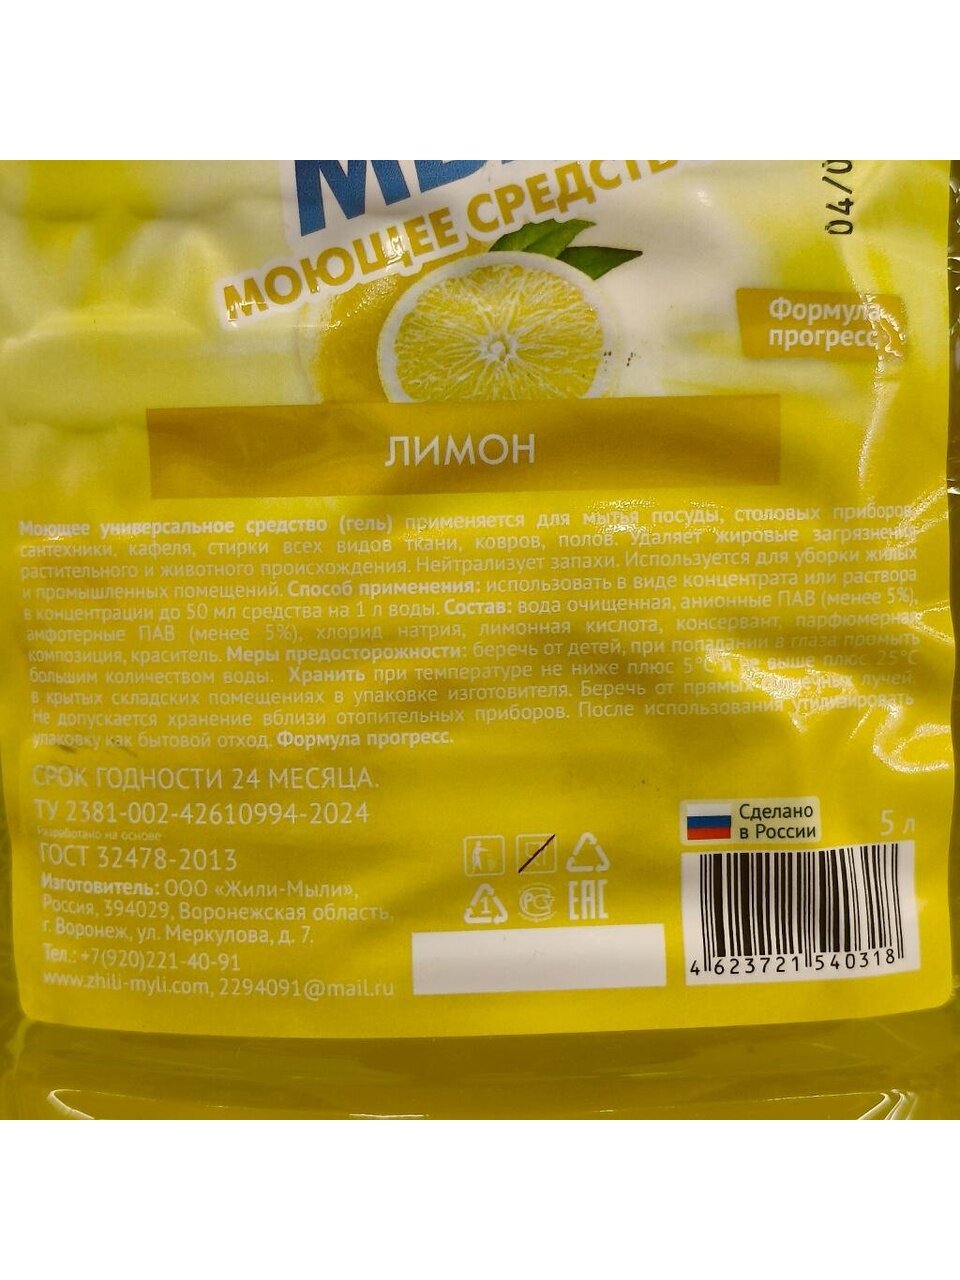 МОЮЩЕЕ СРЕДСТВ
04/0
Формула
прогресс
ЛИМОН
Моющее универсальное средство (гель) применяется для мытья посуды, столовых приборов,
сантехники, кафеля, стирки всех видов ткани, ковров, полов. Удаляет жировые загрязнения
растительного и животного происхождения. Нейтрализует запахи. Используется для уборки жилых
и промышленных помещений. Способ применения: использовать в виде концентрата или раствора
в концентрации до 50 мл средства на 1 л воды. Состав: вода очищенная, анионные ПАВ (менее 5%),
амфотерные ПАВ (менее 5%), хлорид натрия, лимонная кислота, консервант, парфюмерная
композиция, краситель. Меры предосторожности: беречь от детей, при попадании в глаза промыть
большим количеством воды. Хранить при температуре не ниже плюс 5°С и не выше плюс 25°С
в крытых складских помещениях в упаковке изготовителя. Беречь от прямых солнечных лучей.
Не допускается хранение вблизи отопительных приборов. После использования утилизировать
упаковку как бытовой отход. Формула прогресс.
СРОК ГОДНОСТИ 24 МЕСЯЦА.
ТУ 2381-002-42610994-2024
Разработано на основе
ГОСТ 32478-2013
Изготовитель: ООО «Жили-Мыли»,
Россия, 394029, Воронежская область,
г. Воронеж, ул. Меркулова, д. 7.
Тел.: +7(920)221-40-91
www.zhili-myli.com, 2294091@mail.ru
Сделано
в России
5 л
1
РСТ
ЕАС
4 623721 540318